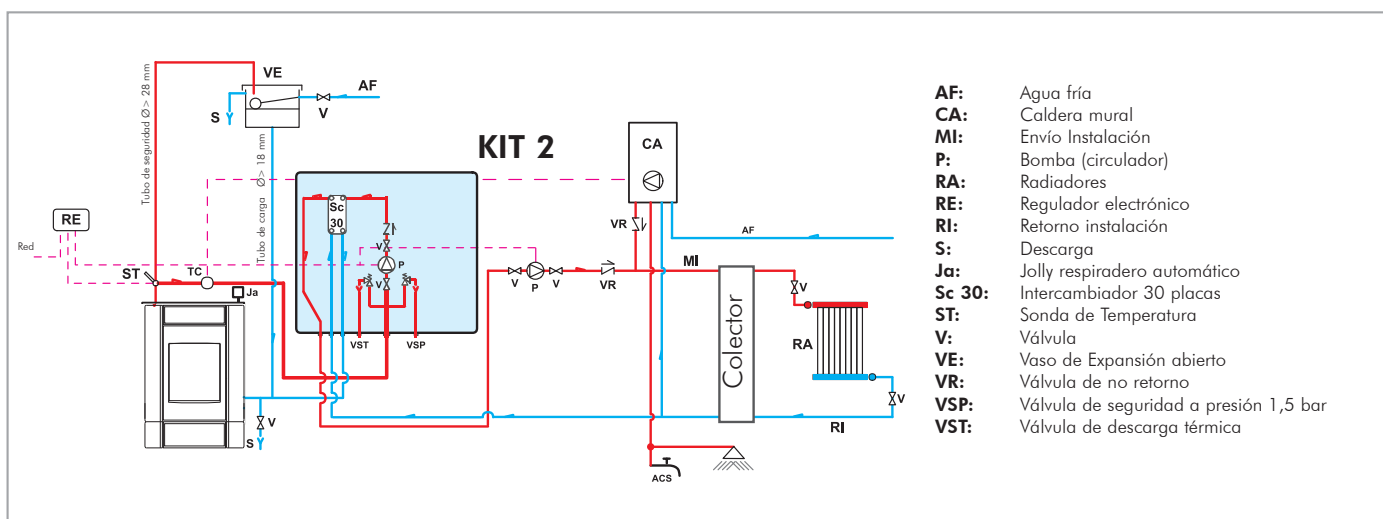 VE
AF
S
V
Tubo de seguridad Ø > 28 mm
Tubo de carga Ø > 18 mm
KIT 2
CA
Sc
30
RE
Red
ST
TC
Ja
V
P
V
VST
VSP
VR
AF
MI
V
P
V
VR
Colector
V
RA
V
RI
V
S
ACS
AF: Agua fría
CA: Caldera mural
MI: Envío Instalación
P: Bomba (circulador)
RA: Radiadores
RE: Regulador electrónico
RI: Retorno instalación
S: Descarga
Ja: Jolly respiradero automático
Sc 30: Intercambiador 30 placas
ST: Sonda de Temperatura
V: Válvula
VE: Vaso de Expansión abierto
VR: Válvula de no retorno
VSP: Válvula de seguridad a presión 1,5 bar
VST: Válvula de descarga térmica